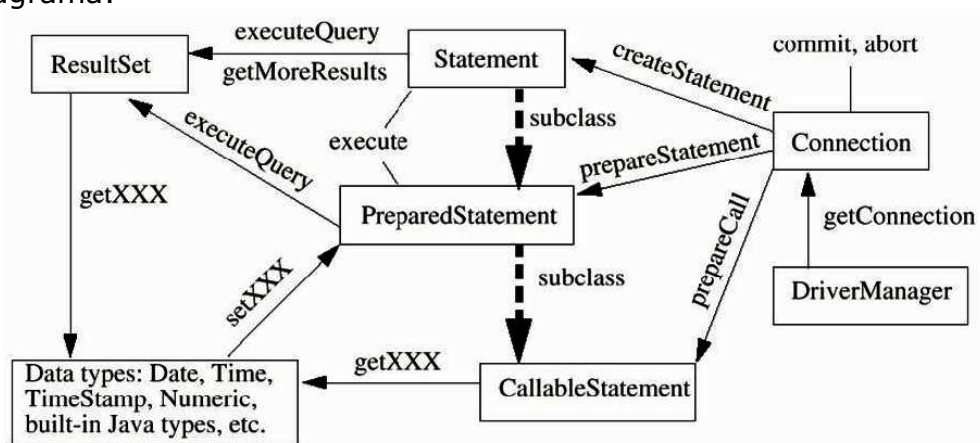 agrama:
executeQuery
commit, abort
ResultSet
Statement
getMoreResults
createStatement
subclass
executeQuery
execute
prepareStatement
Connection
getXXX
PreparedStatement
getConnection
subclass
prepareCall
setXXX
DriverManager
getXXX
Data types: Date, Time,
TimeStamp, Numeric,
built-in Java types, etc.
CallableStatement